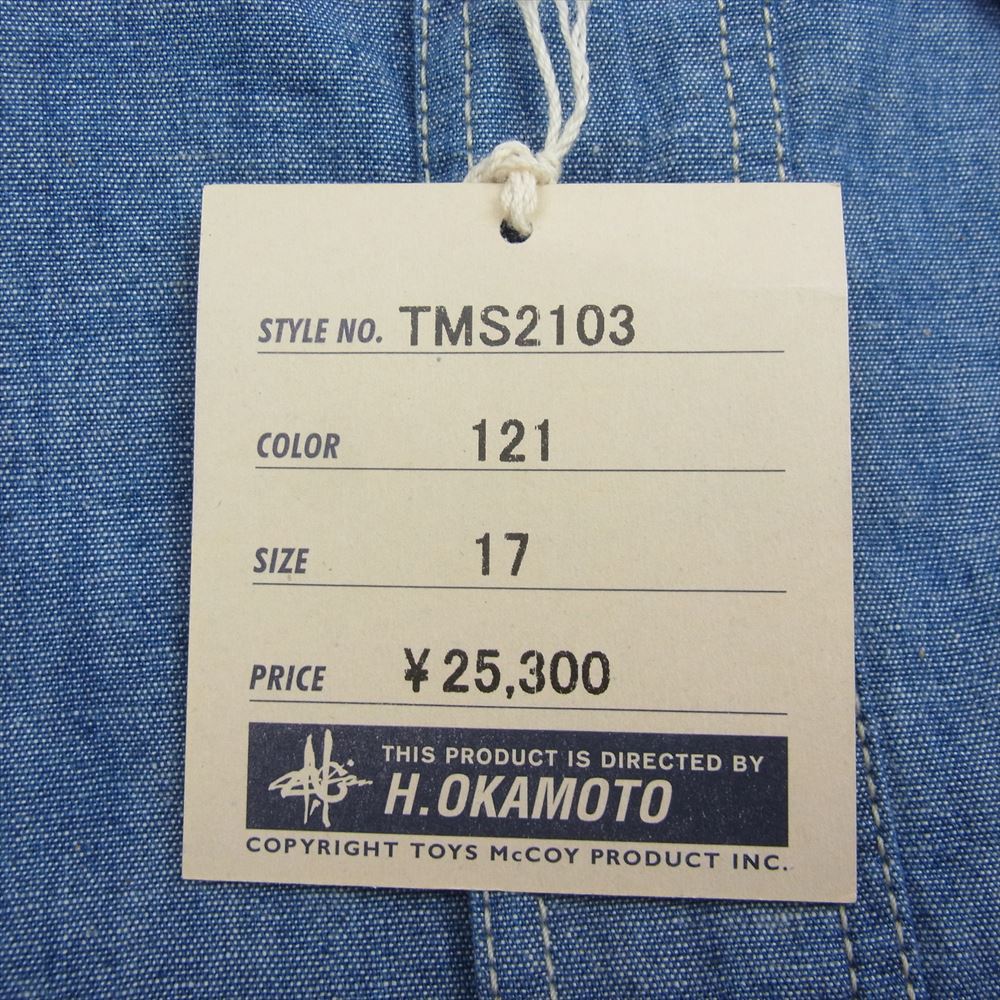 STYLE NO. TMS2103
COLOR 121
SIZE 17
PRICE ¥25,300
THIS PRODUCT IS DIRECTED BY
H.OKAMOTO
COPYRIGHT TOYS McCOY PRODUCT INC.